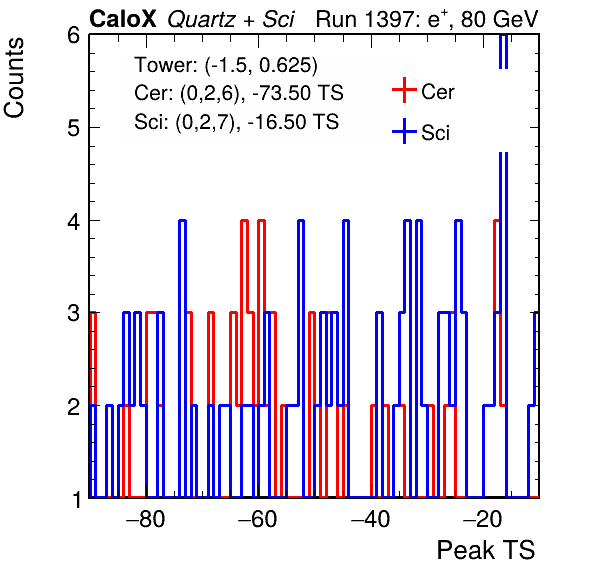 CaloX Quartz + Sci Run 1397: e+, 80 GeV
Counts
Tower: (-1.5, 0.625)
Cer: (0,2,6), -73.50 TS
Sci: (0,2,7), -16.50 TS
Cer
Sci
6
5
4
3
2
1
−80 −60 −40 −20
Peak TS